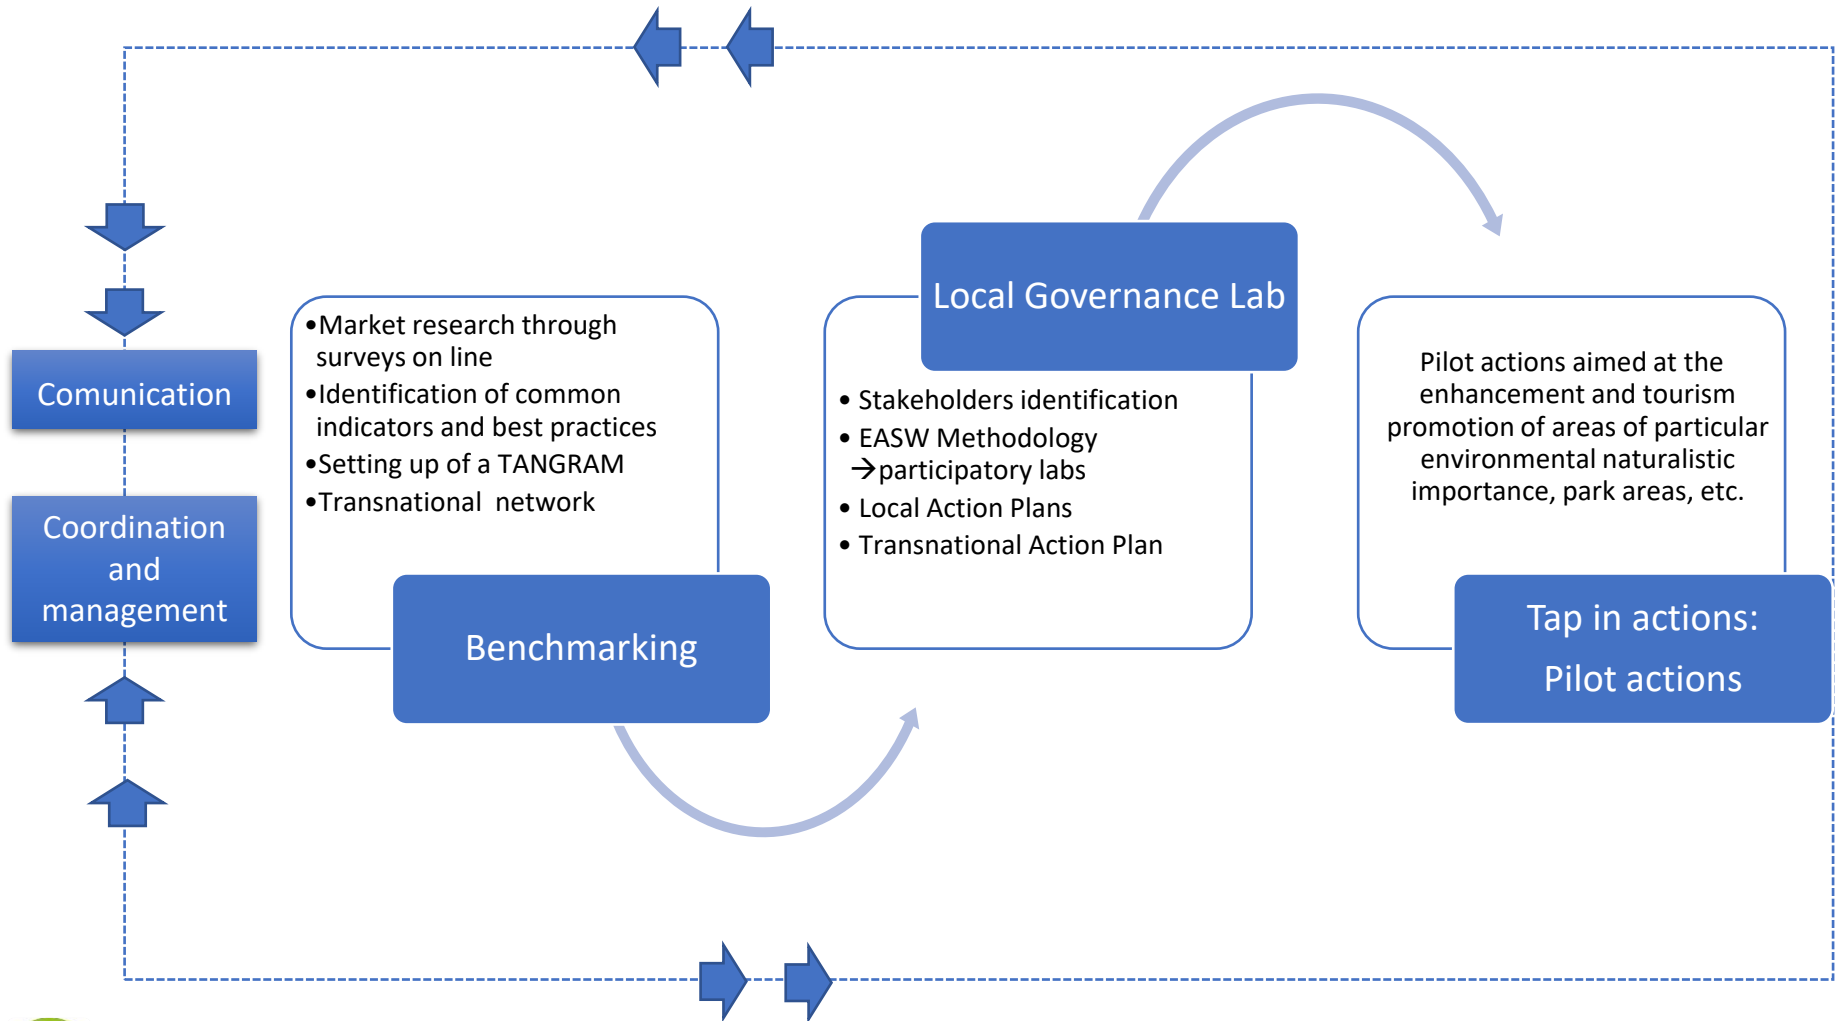 Comunication
Coordination
and
management
•Market research through
surveys on line
•Identification of common
indicators and best practices
•Setting up of a TANGRAM
•Transnational network
Benchmarking
Local Governance Lab
• Stakeholders identification
• EASW Methodology
→participatory labs
• Local Action Plans
• Transnational Action Plan
Pilot actions aimed at the
enhancement and tourism
promotion of areas of particular
environmental naturalistic
importance, park areas, etc.
Tap in actions:
Pilot actions